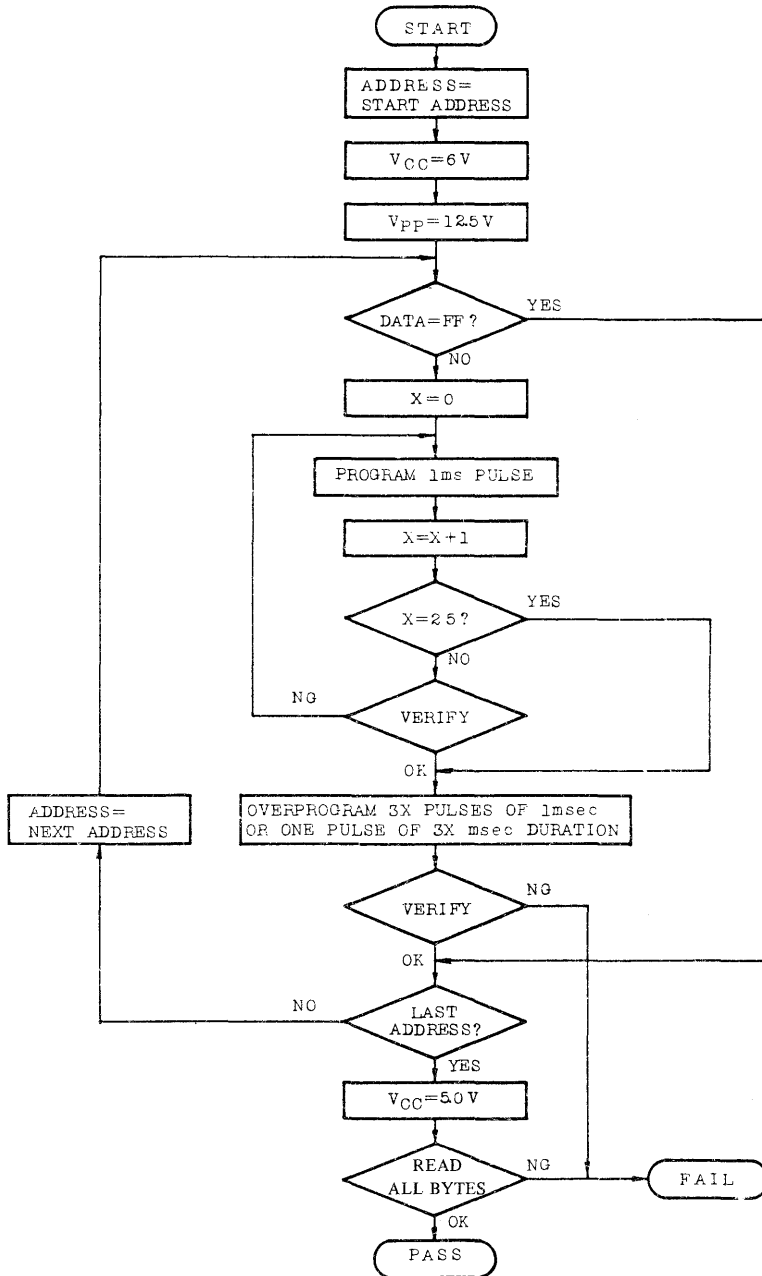 START
ADDRESS=
START ADDRESS
VCC=6V
VPP=12.5V
DATA=FF?
YES
NO
X=0
PROGRAM 1ms PULSE
X=X+1
X=25?
YES
NO
NG
VERIFY
OK
ADDRESS=
NEXT ADDRESS
OVERPROGRAM 3X PULSES OF 1msec
OR ONE PULSE OF 3X msec DURATION
VERIFY
NG
OK
NO
LAST
ADDRESS?
YES
VCC=5.0V
READ
ALL BYTES
NG
FAIL
OK
PASS